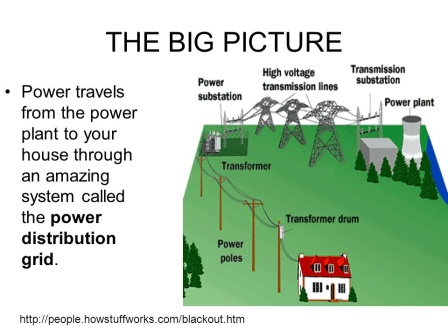 THE BIG PICTURE
• Power travels
from the power
plant to your
house through
an amazing
system called
the power
distribution
grid.
Power
substation
High voltage
transmission lines
Transmission
substation
Power plant
Transformer
Transformer drum
Power
poles
http://people.howstuffworks.com/blackout.htm